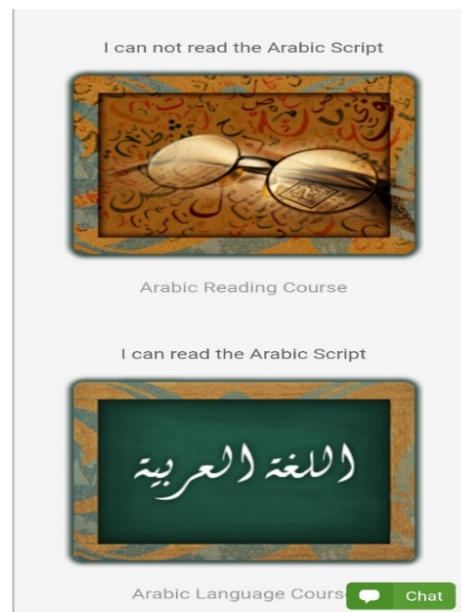 I can not read the Arabic Script
Arabic Reading Course
I can read the Arabic Script
اللغة العربية
Arabic Language
Chat